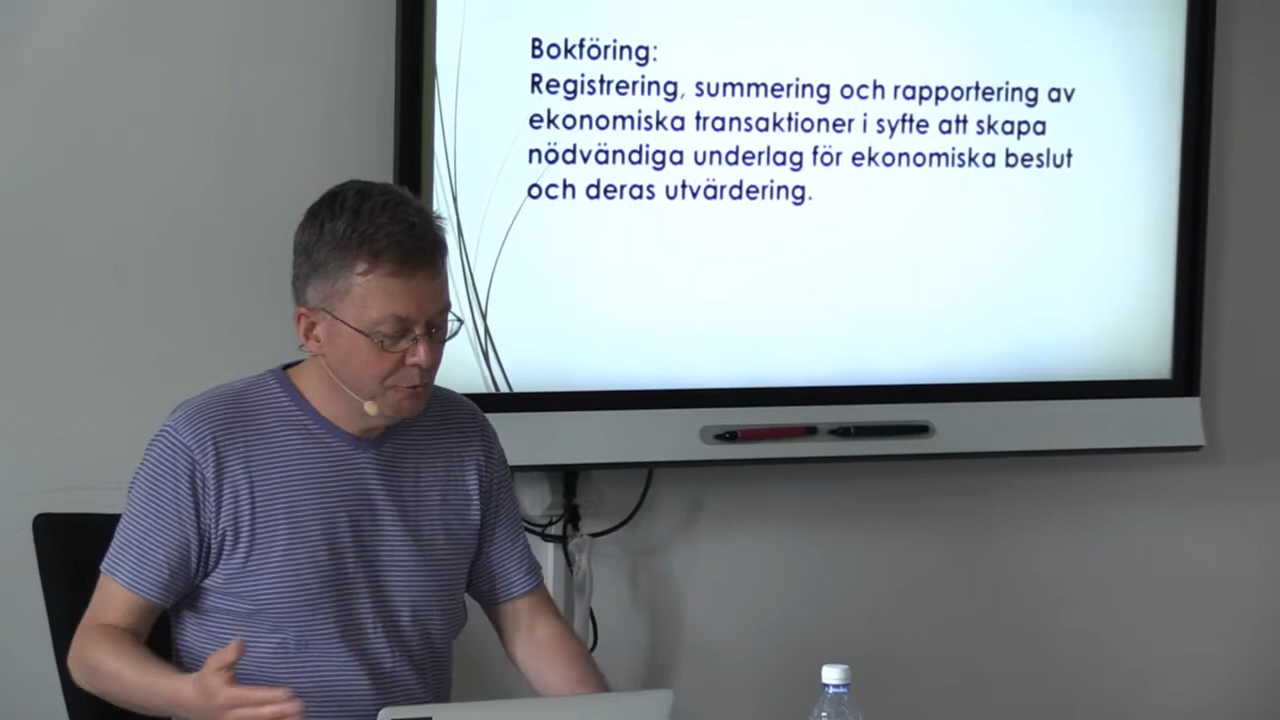 Bokföring:
Registrering, summering och rapportering av
ekonomiska transaktioner i syfte att skapa
nödvändiga underlag för ekonomiska beslut
och deras utvärdering.